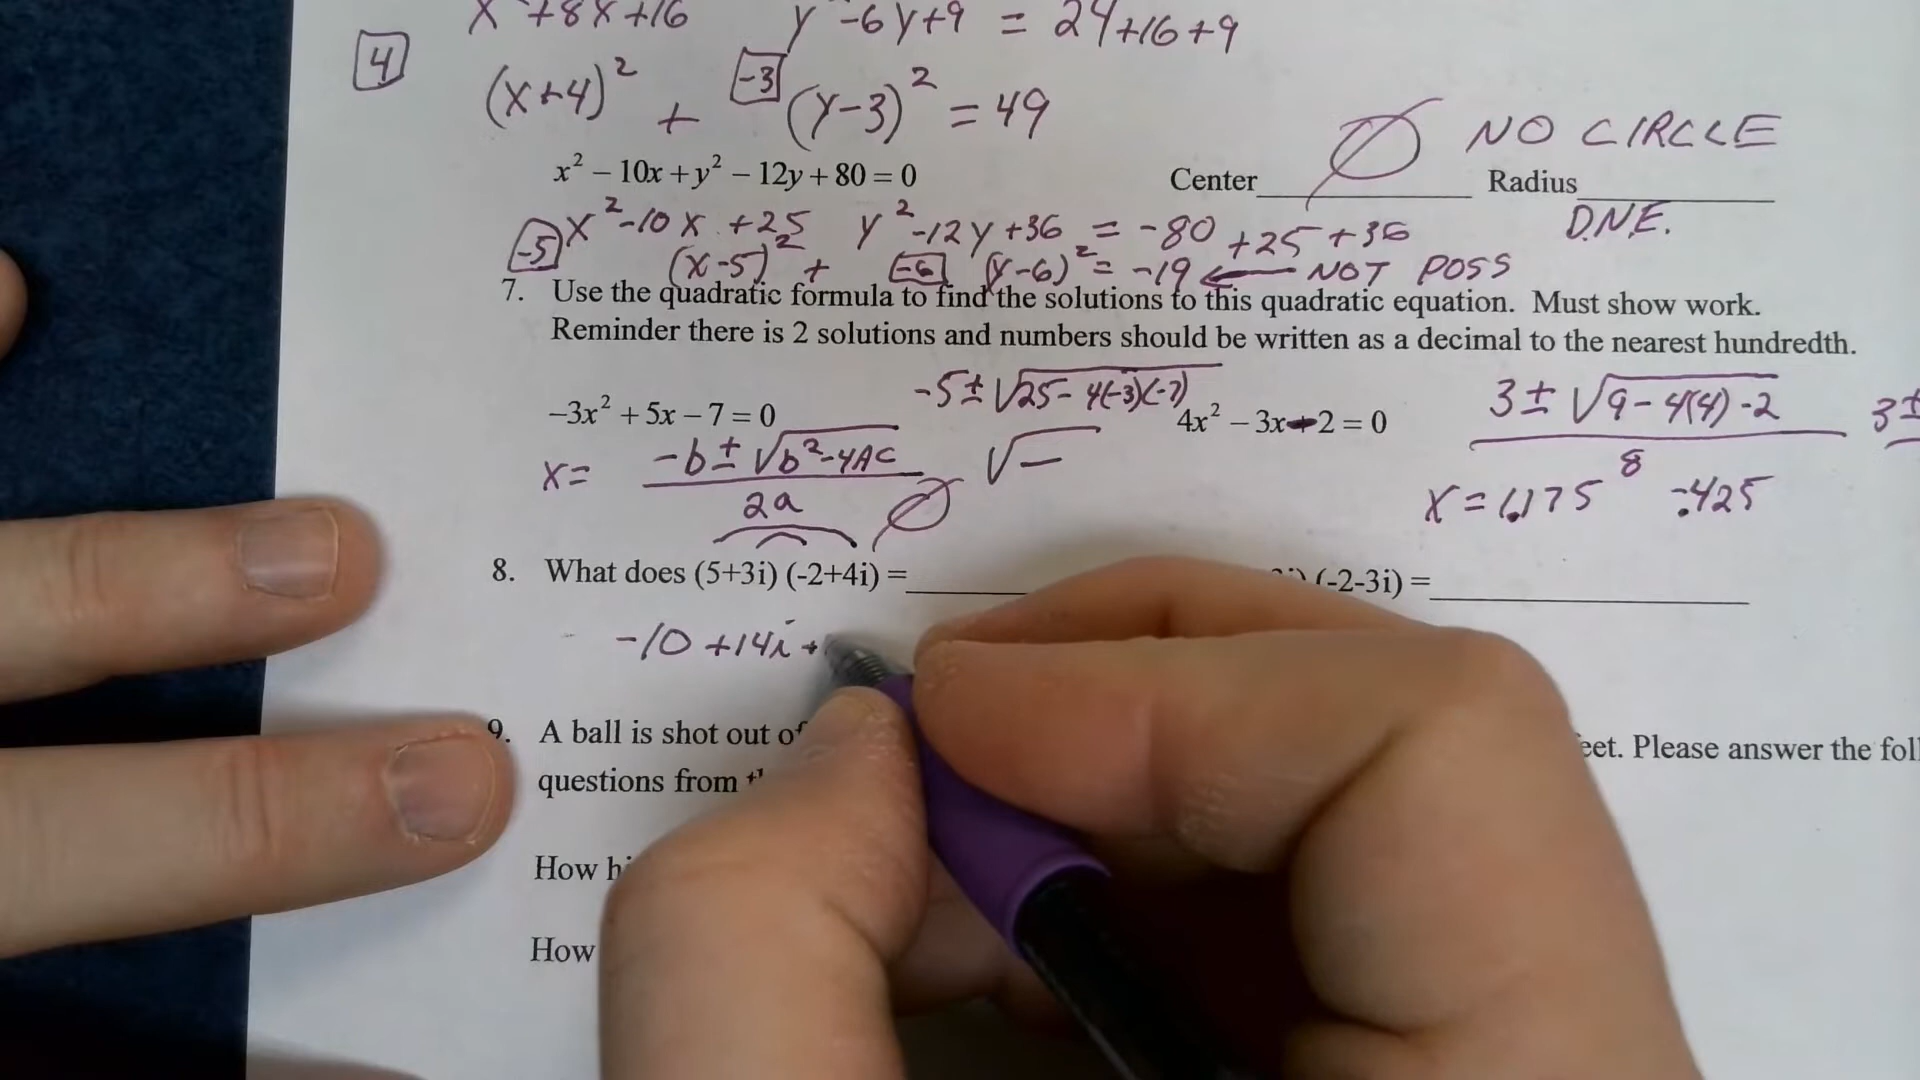 x² +8x+16 y² -6y+9 = 24+16+9
4
(x+4)² + -3 (y-3)² = 49
NO CIRCLE
x² − 10x + y² − 12y + 80 = 0 Center Ø Radius
D.N.E.
-5 x²-10x +25 y²-12y+36 = -80 +25 +36
(x-5)² + -6 (y-6)² = -19 ← NOT POSS
7. Use the quadratic formula to find the solutions to this quadratic equation. Must show work.
Reminder there is 2 solutions and numbers should be written as a decimal to the nearest hundredth.
-5 ± √25 - 4(-3)(-7)
3 ± √9 - 4(4) -2 3 ±
8
−3x² + 5x − 7 = 0 4x² − 3x - 2 = 0
x = -b ± √b²-4AC √-
2a Ø
x = 1.175 -.425
8. What does (5+3i) (-2+4i) = (-2-3i) =
-10 +14i +
9. A ball is shot out of eet. Please answer the foll
questions from
How hi
How